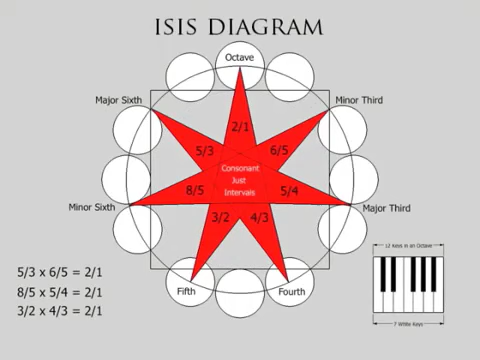 ISIS DIAGRAM
Octave
Major Sixth
Minor Third
2/1
5/3
6/5
Consonant
Just
Intervals
8/5
5/4
Minor Sixth
Major Third
3/2
4/3
12 Keys in an Octave
5/3 x 6/5 = 2/1
8/5 x 5/4 = 2/1
3/2 x 4/3 = 2/1
Fifth
Fourth
7 White Keys